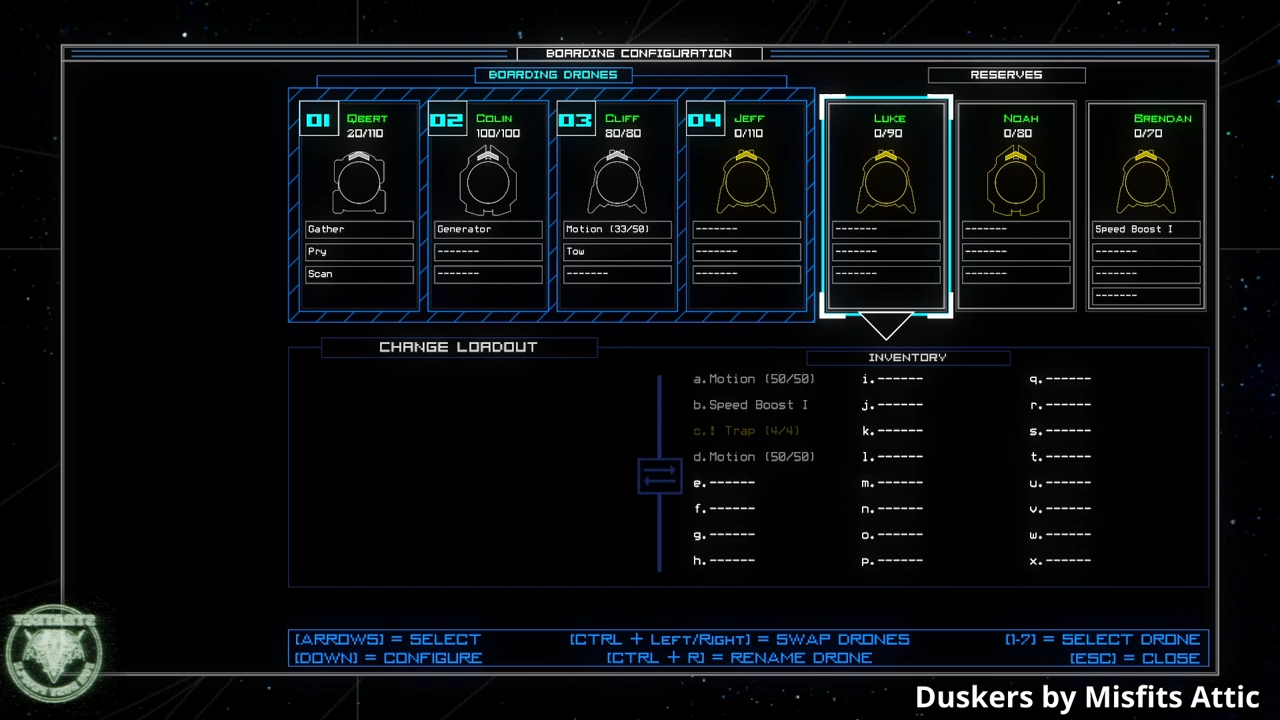 BOARDING CONFIGURATION
BOARDING DRONES
RESERVES
01 QBERT
20/110
Gather
Pry
Scan
02 COLIN
100/100
Generator
-------
-------
03 CLIFF
80/80
Motion (33/50)
Tow
-------
04 JEFF
0/110
-------
-------
-------
LUKE
0/90
-------
-------
-------
NOAH
0/80
-------
-------
-------
BRENDAN
0/70
Speed Boost I
-------
-------
-------
CHANGE LOADOUT
INVENTORY
a.Motion (50/50)
b.Speed Boost I
c.! Trap (4/4)
d.Motion (50/50)
e.------
f.------
g.------
h.------
i.------
j.------
k.------
l.------
m.------
n.------
o.------
p.------
q.------
r.------
s.------
t.------
u.------
v.------
w.------
x.------
[ARROWS] = SELECT
[CTRL + LEFT/RIGHT] = SWAP DRONES
[1-7] = SELECT DRONE
[DOWN] = CONFIGURE
[CTRL + R] = RENAME DRONE
[ESC] = CLOSE
Duskers by Misfits Attic